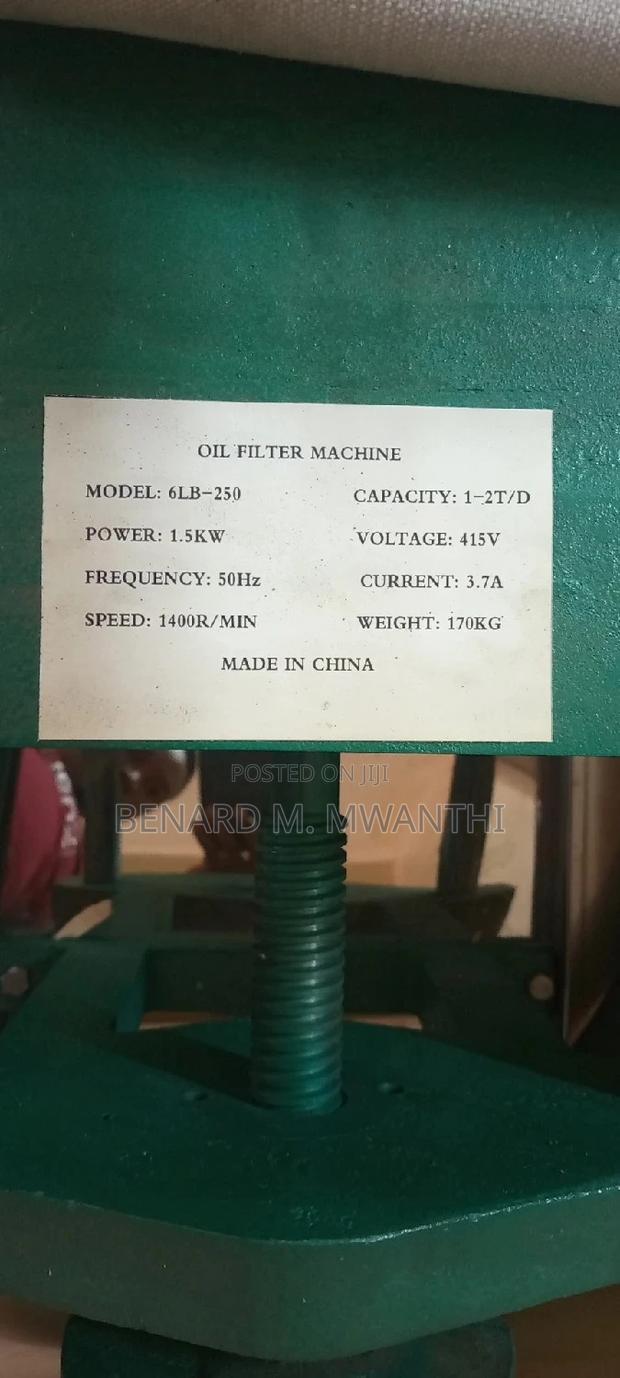 OIL FILTER MACHINE
MODEL: 6LB-250 CAPACITY: 1-2T/D
POWER: 1.5KW VOLTAGE: 415V
FREQUENCY: 50Hz CURRENT: 3.7A
SPEED: 1400R/MIN WEIGHT: 170KG
MADE IN CHINA
POSTED ON JIJI
BENARD M. MWANTHI